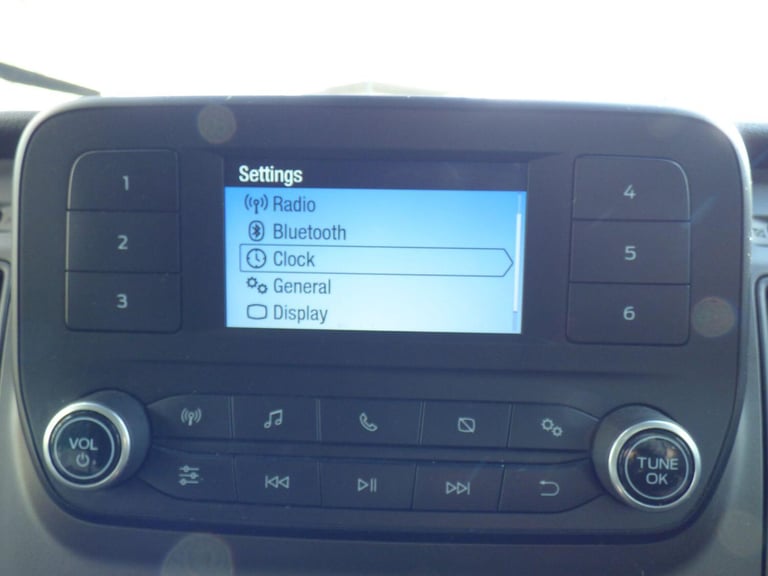 Settings
Radio
Bluetooth
Clock
General
Display
1
2
3
4
5
6
VOL
TUNE
OK